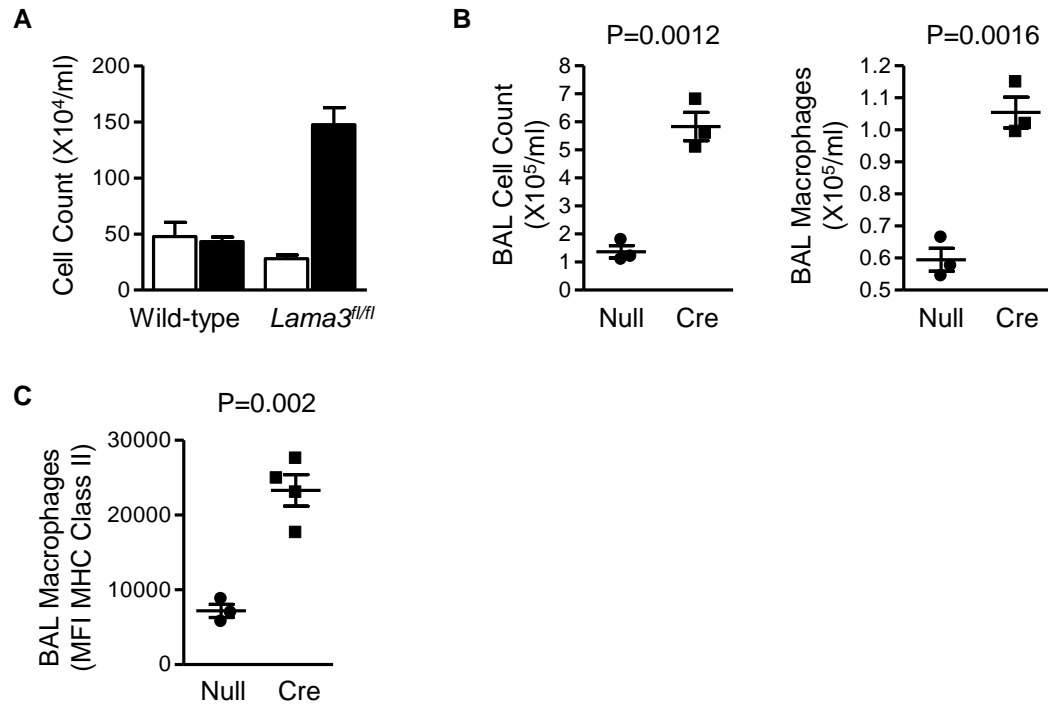 A
Cell Count (X10⁴/ml)
200
150
100
50
0
Wild-type
Lama3fl/fl
B
P=0.0012
BAL Cell Count
(X10⁵/ml)
8
7
6
5
4
3
2
1
0
Null
Cre
P=0.0016
BAL Macrophages
(X10⁵/ml)
1.2
1.1
1.0
0.9
0.8
0.7
0.6
0.5
Null
Cre
C
P=0.002
BAL Macrophages
(MFI MHC Class II)
30000
20000
10000
0
Null
Cre